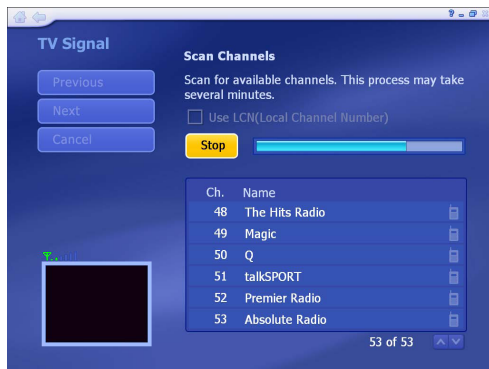 TV Signal
Previous
Next
Cancel
Scan Channels
Scan for available channels. This process may take
several minutes.
Use LCN(Local Channel Number)
Stop
Ch. Name
48 The Hits Radio
49 Magic
50 Q
51 talkSPORT
52 Premier Radio
53 Absolute Radio
53 of 53